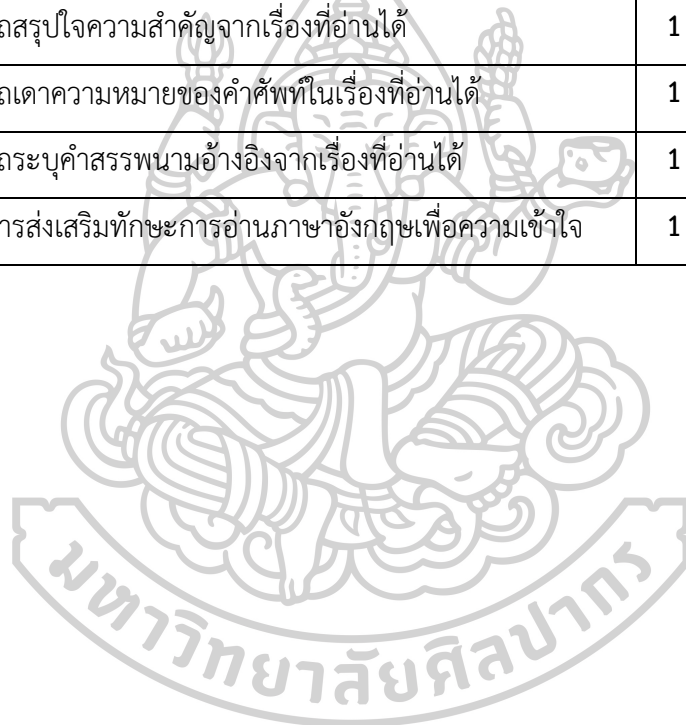 ถสรุปใจความสำคัญจากเรื่องที่อ่านได้ 1
ถเดาความหมายของคำศัพท์ในเรื่องที่อ่านได้ 1
ถระบุคำสรรพนามอ้างอิงจากเรื่องที่อ่านได้ 1
ารส่งเสริมทักษะการอ่านภาษาอังกฤษเพื่อความเข้าใจ 1
มหาวิทยาลัยศิลปากร